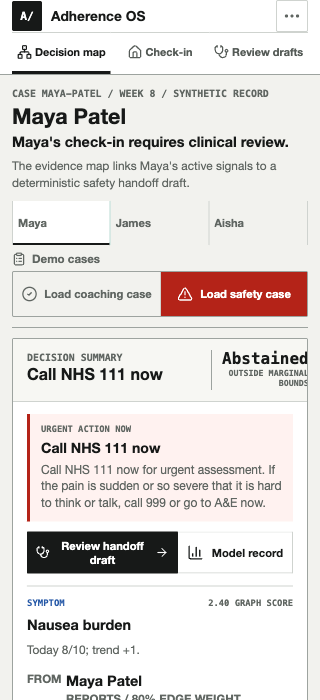 A/ Adherence OS
Decision map Check-in Review drafts
CASE MAYA-PATEL / WEEK 8 / SYNTHETIC RECORD
Maya Patel
Maya's check-in requires clinical review.
The evidence map links Maya's active signals to a
deterministic safety handoff draft.
Maya James Aisha
Demo cases
Load coaching case Load safety case
DECISION SUMMARY
Call NHS 111 now
Abstained
OUTSIDE MARGINAL
BOUNDS
URGENT ACTION NOW
Call NHS 111 now
Call NHS 111 now for urgent assessment. If
the pain is sudden or so severe that it is hard
to think or talk, call 999 or go to A&E now.
Review handoff
draft
Model record
SYMPTOM 2.40 GRAPH SCORE
Nausea burden
Today 8/10; trend +1.
FROM Maya Patel
REPORTS / 80% EDGE WEIGHT